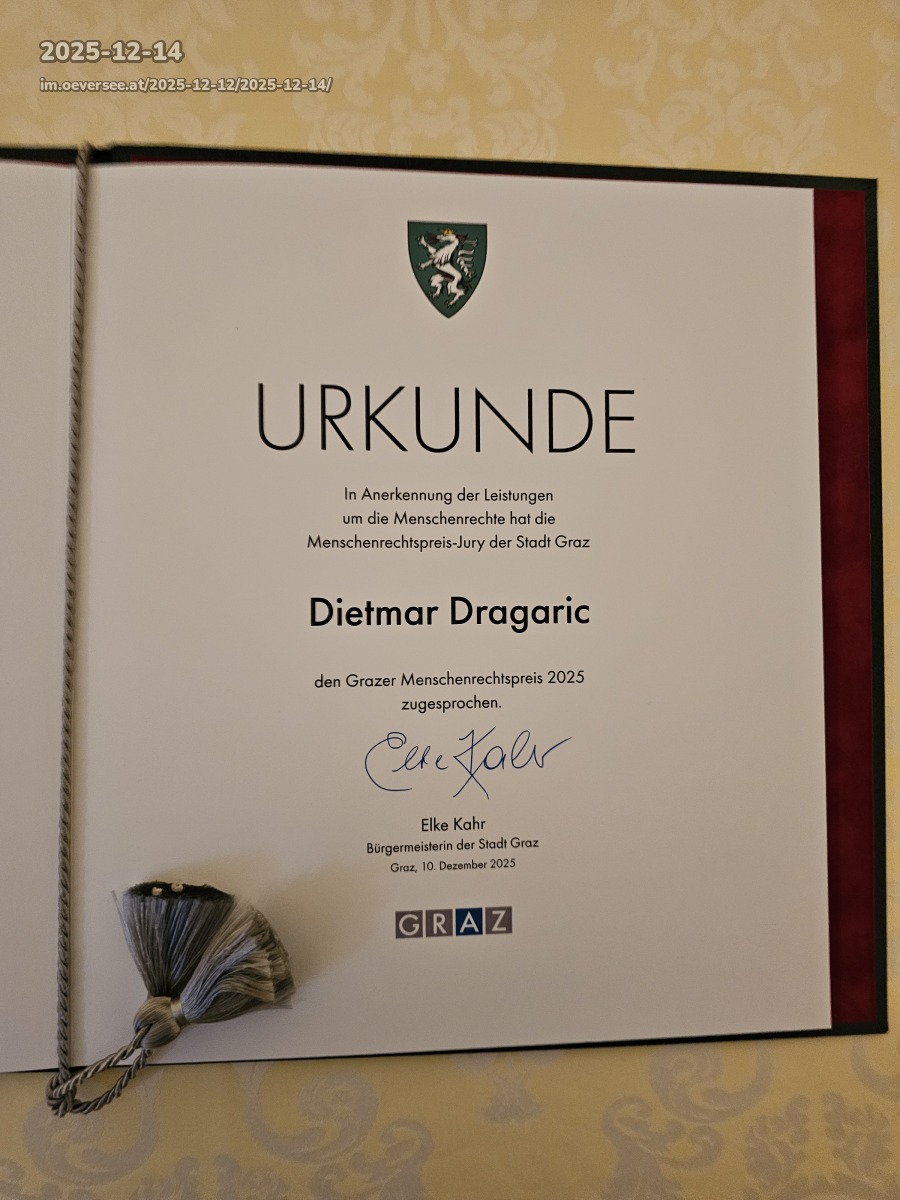 2025-12-14
im.oeversee.at/2025-12-12/2025-12-14/
URKUNDE
In Anerkennung der Leistungen
um die Menschenrechte hat die
Menschenrechtspreis-Jury der Stadt Graz
Dietmar Dragaric
den Grazer Menschenrechtspreis 2025
zugesprochen.
Elke Kahr
Elke Kahr
Bürgermeisterin der Stadt Graz
Graz, 10. Dezember 2025
GRAZ